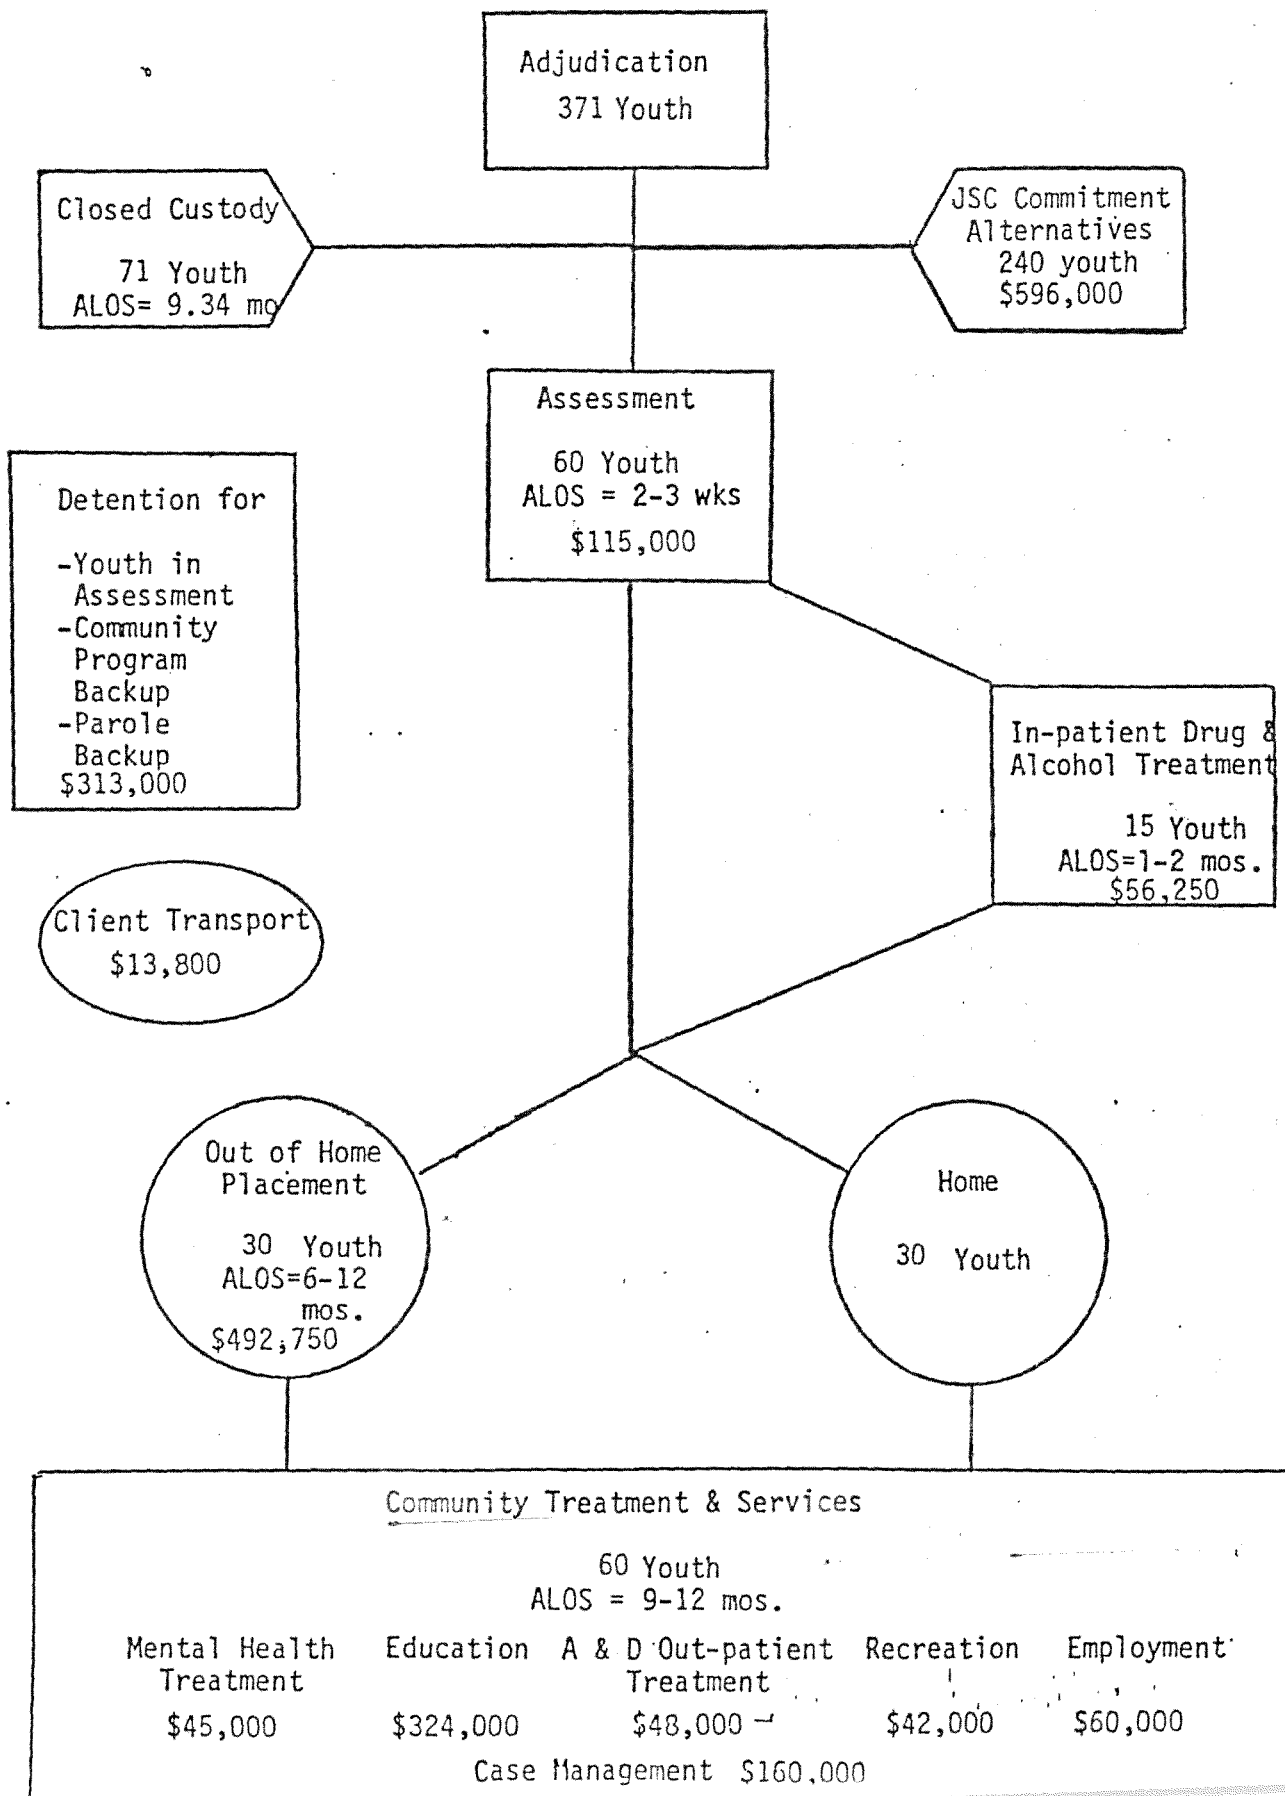 Adjudication
371 Youth
Closed Custody
71 Youth
ALOS= 9.34 mo
JSC Commitment
Alternatives
240 youth
$596,000
Assessment
60 Youth
ALOS = 2-3 wks
$115,000
Detention for
-Youth in
Assessment
-Community
Program
Backup
-Parole
Backup
$313,000
In-patient Drug &
Alcohol Treatment
15 Youth
ALOS=1-2 mos.
$56,250
Client Transport
$13,800
Out of Home
Placement
30 Youth
ALOS=6-12
mos.
$492,750
Home
30 Youth
Community Treatment & Services
60 Youth
ALOS = 9-12 mos.
Mental Health Education A & D Out-patient Recreation Employment
Treatment Treatment
$45,000 $324,000 $48,000 $42,000 $60,000
Case Management $160,000